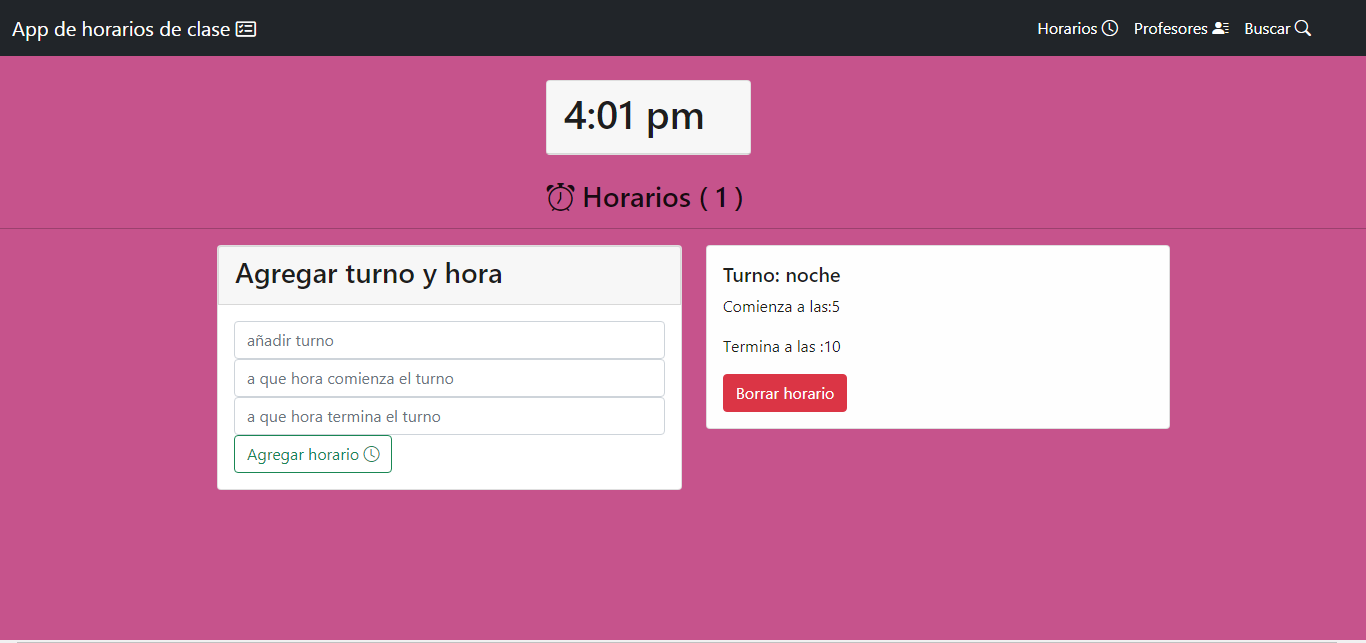 App de horarios de clase
Horarios
Profesores
Buscar
4:01 pm
Horarios ( 1 )
Agregar turno y hora
añadir turno
a que hora comienza el turno
a que hora termina el turno
Agregar horario
Turno: noche
Comienza a las:5
Termina a las :10
Borrar horario